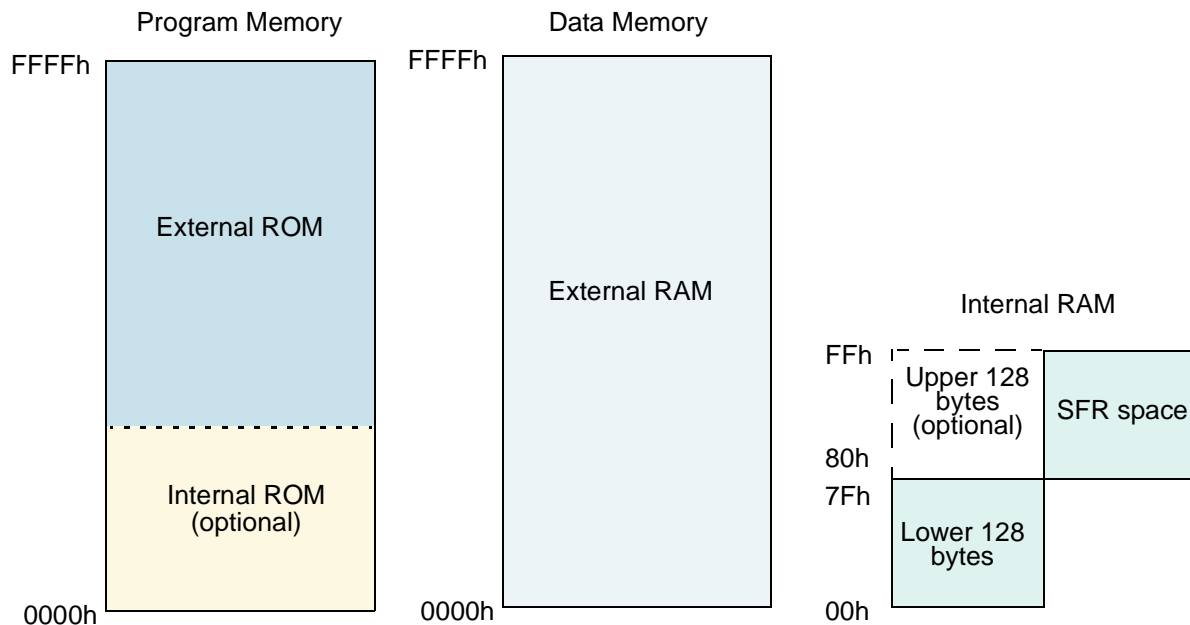 Program Memory
FFFFh
External ROM
Internal ROM
(optional)
0000h
Data Memory
FFFFh
External RAM
0000h
Internal RAM
FFh
Upper 128
bytes
(optional)
SFR space
80h
7Fh
Lower 128
bytes
00h